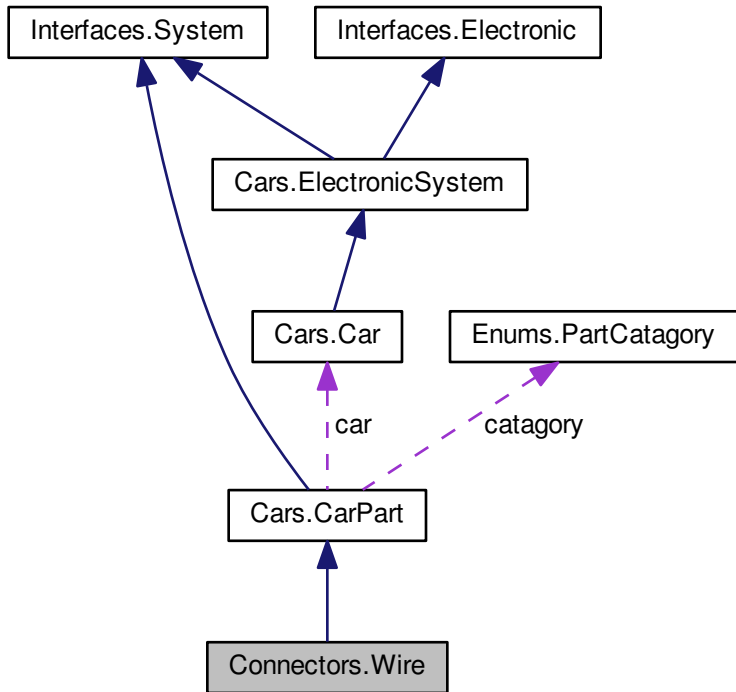 Interfaces.System
Interfaces.Electronic
Cars.ElectronicSystem
Cars.Car
Enums.PartCatagory
car
catagory
Cars.CarPart
Connectors.Wire